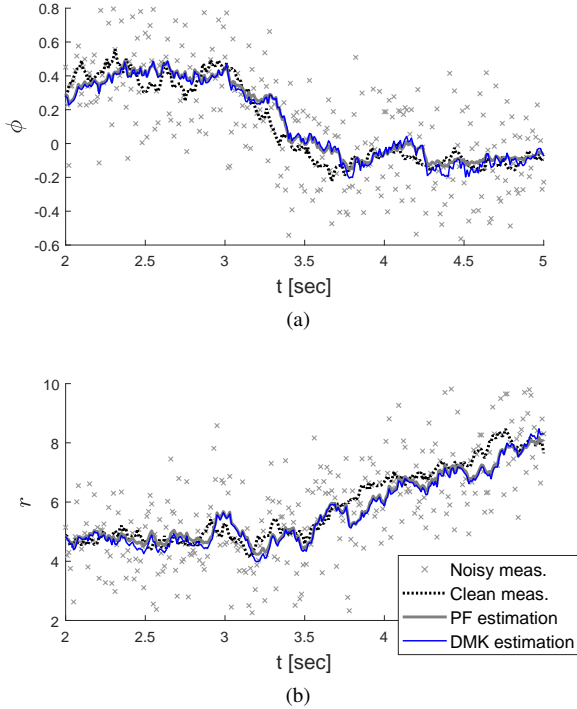 0.8
0.6
0.4
0.2
0
-0.2
-0.4
-0.6
ϕ
2 2.5 3 3.5 4 4.5 5
t [sec]
(a)
10
8
6
4
2
r
2 2.5 3 3.5 4
t [sec]
Noisy meas.
Clean meas.
PF estimation
DMK estimation
(b)